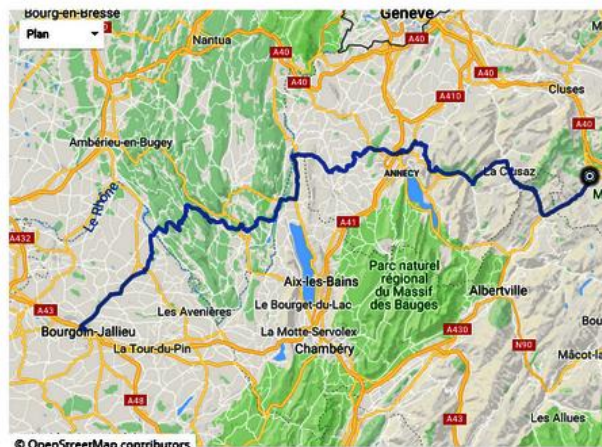 Bourg-en-Bresse
Plan
Nantua
A40
Genève
A40
A40
A40
Cluses
A410
A40
Ambérieu-en-Bugey
Le Rhône
La Clusaz
ANNECY
M
A432
A41
Parc naturel
régional
du Massif
des Bauges
Aix-les-Bains
Albertville
A43
Les Avenières
Le Bourget-du-Lac
Bourgoin-Jallieu
La Motte-Servolex
A430
Bou
La Tour-du-Pin
Chambéry
N90
Mâcot-la
A48
A43
Les Allues
© OpenStreetMap contributors